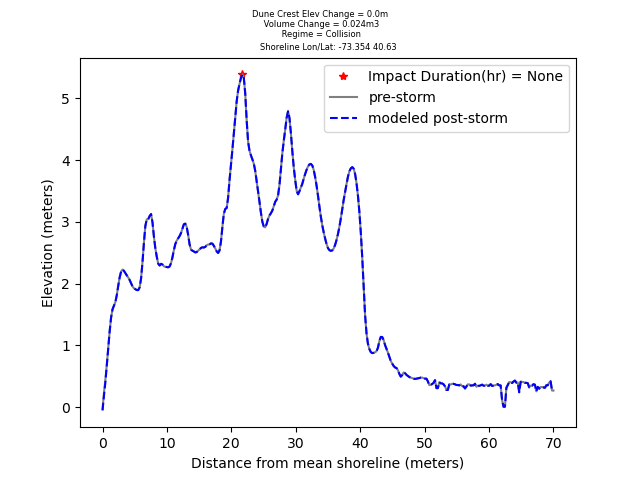 Dune Crest Elev Change = 0.0m
Volume Change = 0.024m3
Regime = Collision
Shoreline Lon/Lat: -73.354 40.63
Impact Duration(hr) = None
pre-storm
modeled post-storm
Elevation (meters)
5
4
3
2
1
0
0 10 20 30 40 50 60 70
Distance from mean shoreline (meters)